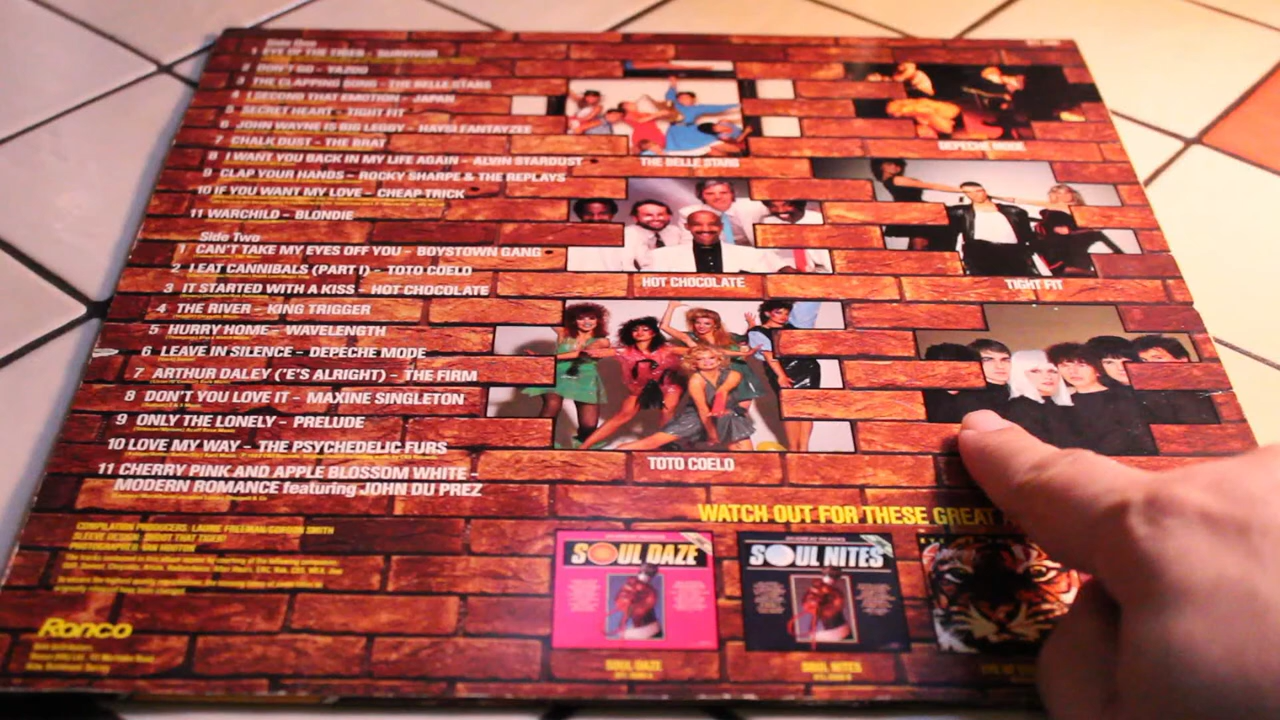 Side One
1 EYE OF THE TIGER - SURVIVOR
2 DON'T GO - YAZOO
3 THE CLAPPING SONG - THE BELLE STARS
4 I SECOND THAT EMOTION - JAPAN
5 SECRET HEART - TIGHT FIT
6 JOHN WAYNE IS BIG LEGGY - HAYSI FANTAYZEE
7 CHALK DUST - THE BRAT
8 I WANT YOU BACK IN MY LIFE AGAIN - ALVIN STARDUST
9 CLAP YOUR HANDS - ROCKY SHARPE & THE REPLAYS
10 IF YOU WANT MY LOVE - CHEAP TRICK
11 WARCHILD - BLONDIE
Side Two
1 CAN'T TAKE MY EYES OFF YOU - BOYSTOWN GANG
2 I EAT CANNIBALS (PART I) - TOTO COELO
3 IT STARTED WITH A KISS - HOT CHOCOLATE
4 THE RIVER - KING TRIGGER
5 HURRY HOME - WAVELENGTH
6 LEAVE IN SILENCE - DEPECHE MODE
7 ARTHUR DALEY ('E'S ALRIGHT) - THE FIRM
8 DON'T YOU LOVE IT - MAXINE SINGLETON
9 ONLY THE LONELY - PRELUDE
10 LOVE MY WAY - THE PSYCHEDELIC FURS
11 CHERRY PINK AND APPLE BLOSSOM WHITE -
MODERN ROMANCE featuring JOHN DU PREZ
COMPILATION PRODUCERS: LAURIE FREEMAN/GORDON SMITH
SLEEVE DESIGN: SHOOT THAT TIGER!
Ronco
THE BELLE STARS
DEPECHE MODE
HOT CHOCOLATE
TIGHT FIT
TOTO COELO
WATCH OUT FOR THESE GREAT
SOUL DAZE
SOUL NITES
SOUL DAZE
SOUL NITES